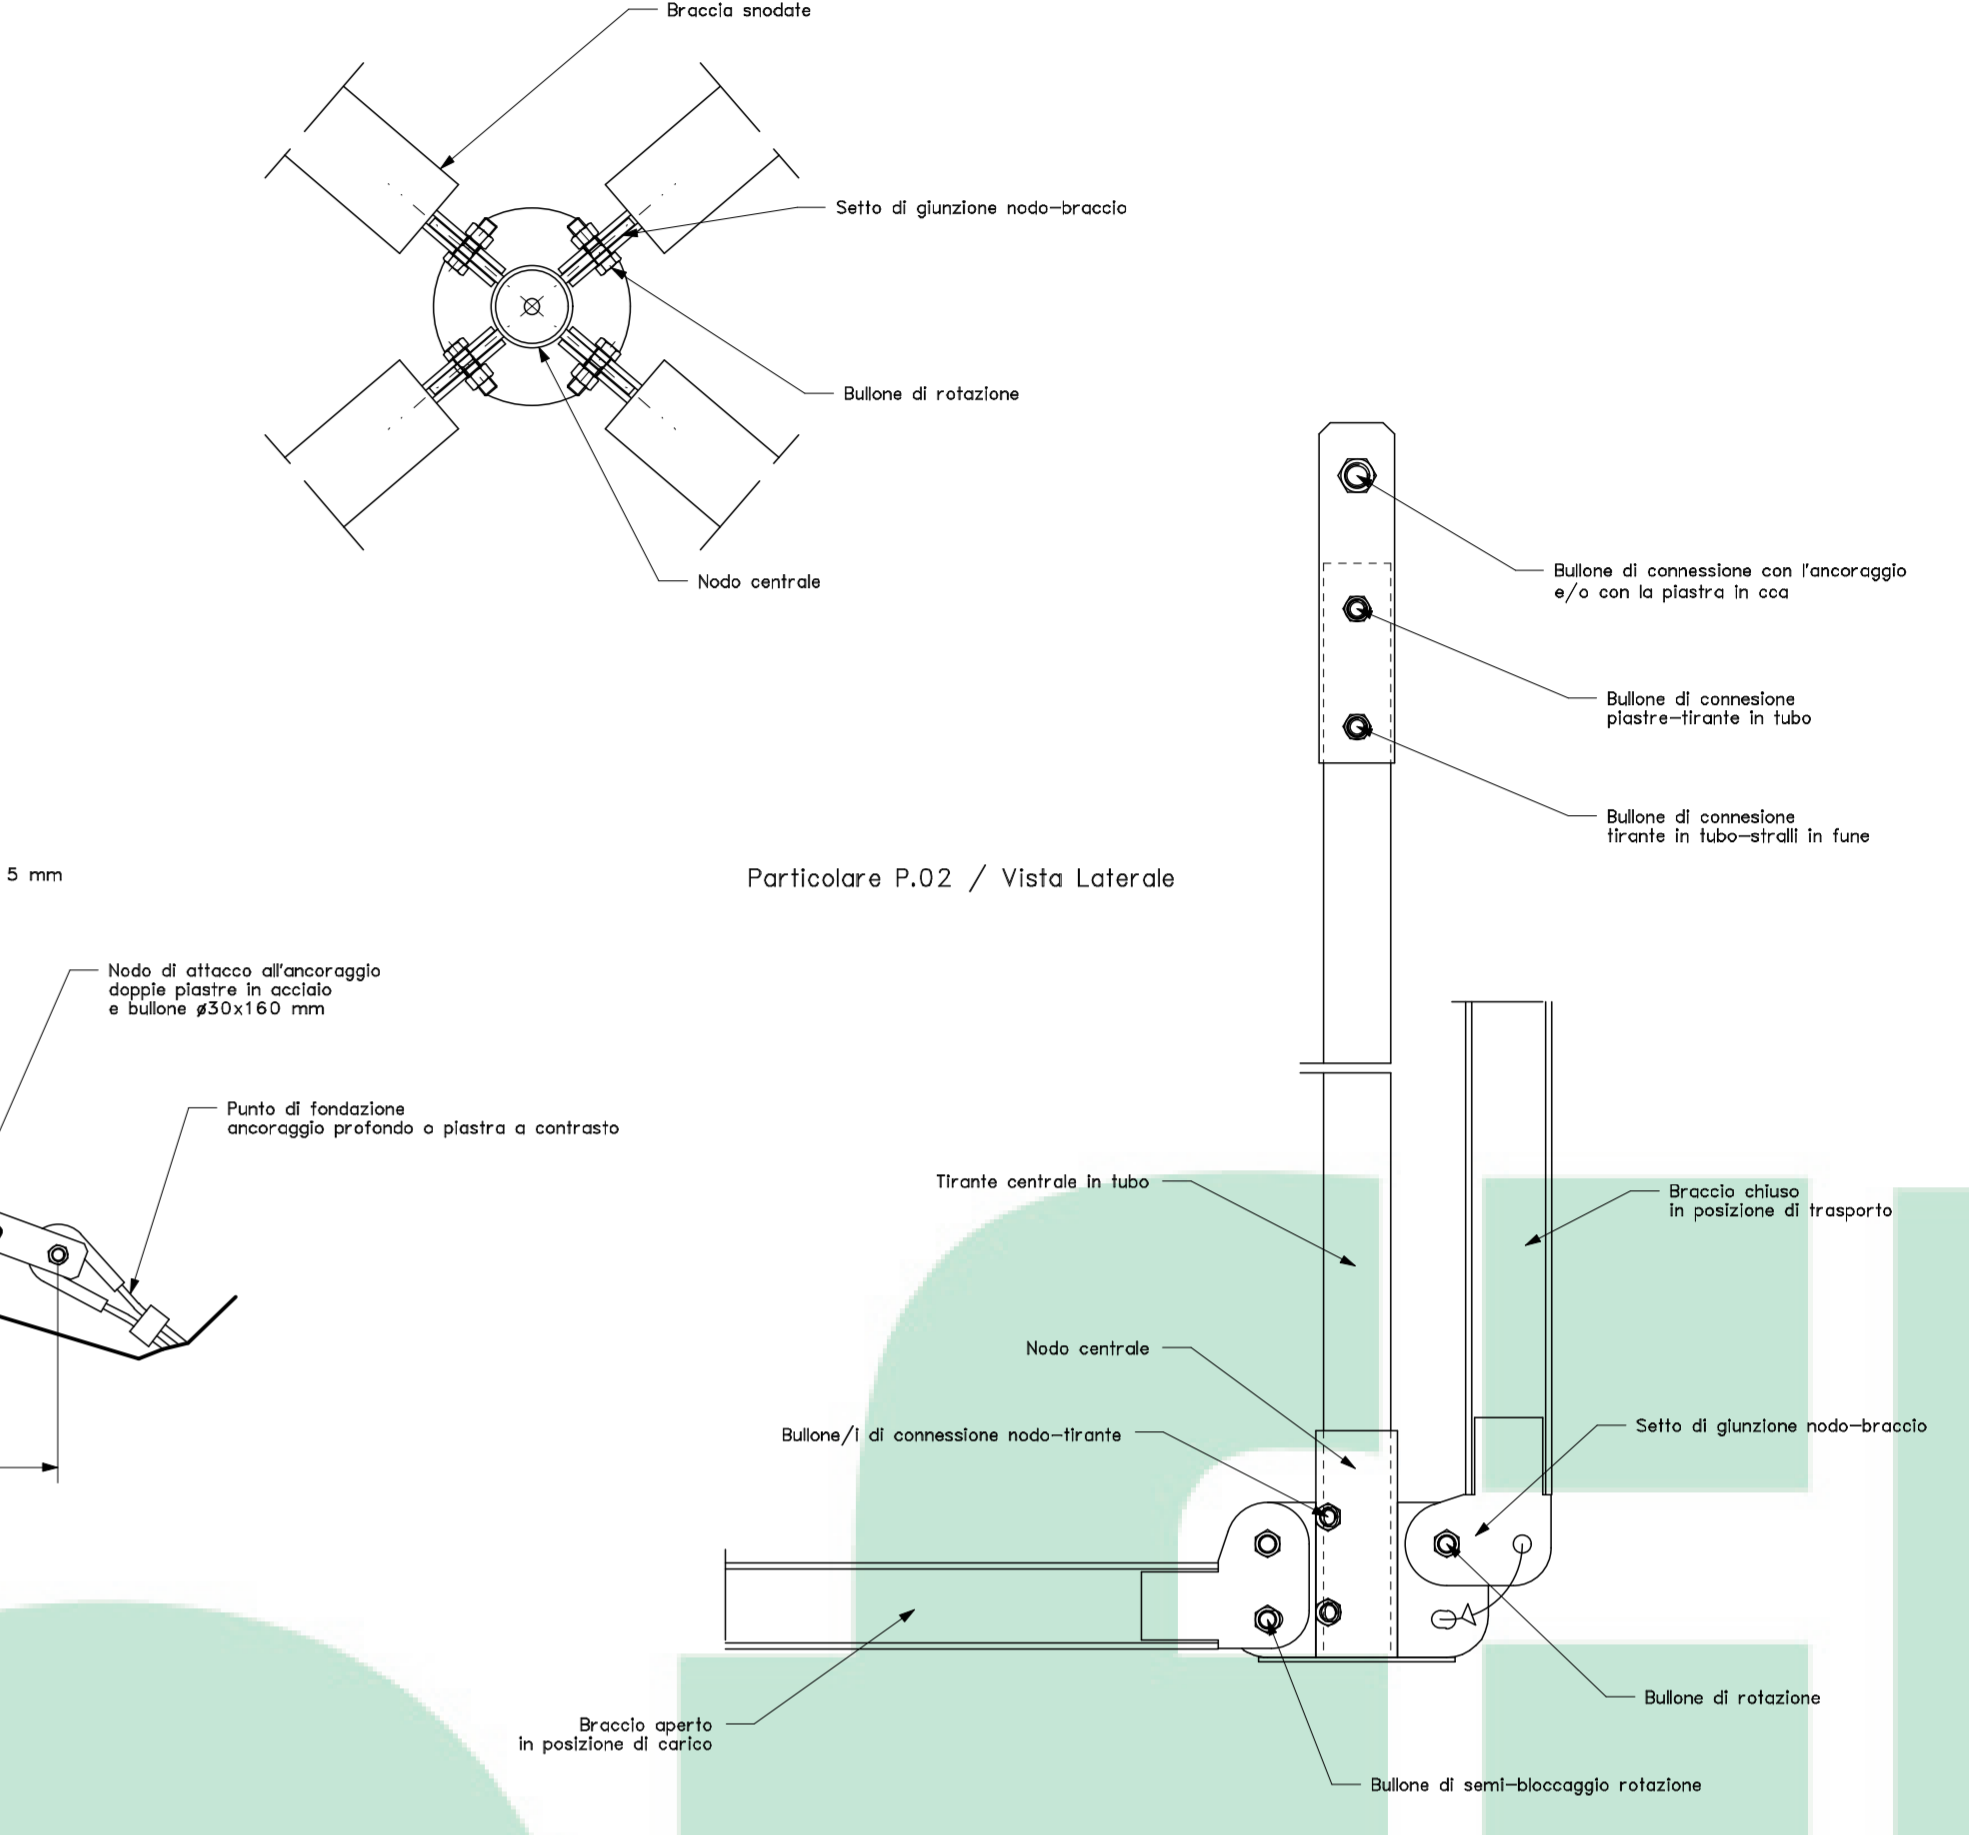 Braccia snodate
Setto di giunzione nodo-braccio
Bullone di rotazione
Nodo centrale
Bullone di connessione con l'ancoraggio
e/o con la piastra in cca
Bullone di connesione
piastre-tirante in tubo
Bullone di connesione
tirante in tubo-stralli in fune
5 mm
Particolare P.02 / Vista Laterale
Nodo di attacco all'ancoraggio
doppie piastre in acciaio
e bullone ø30x160 mm
Punto di fondazione
ancoraggio profondo o piastra a contrasto
Tirante centrale in tubo
Braccio chiuso
in posizione di trasporto
Nodo centrale
Bullone/i di connessione nodo-tirante
Setto di giunzione nodo-braccio
Braccio aperto
in posizione di carico
Bullone di rotazione
Bullone di semi-bloccaggio rotazione